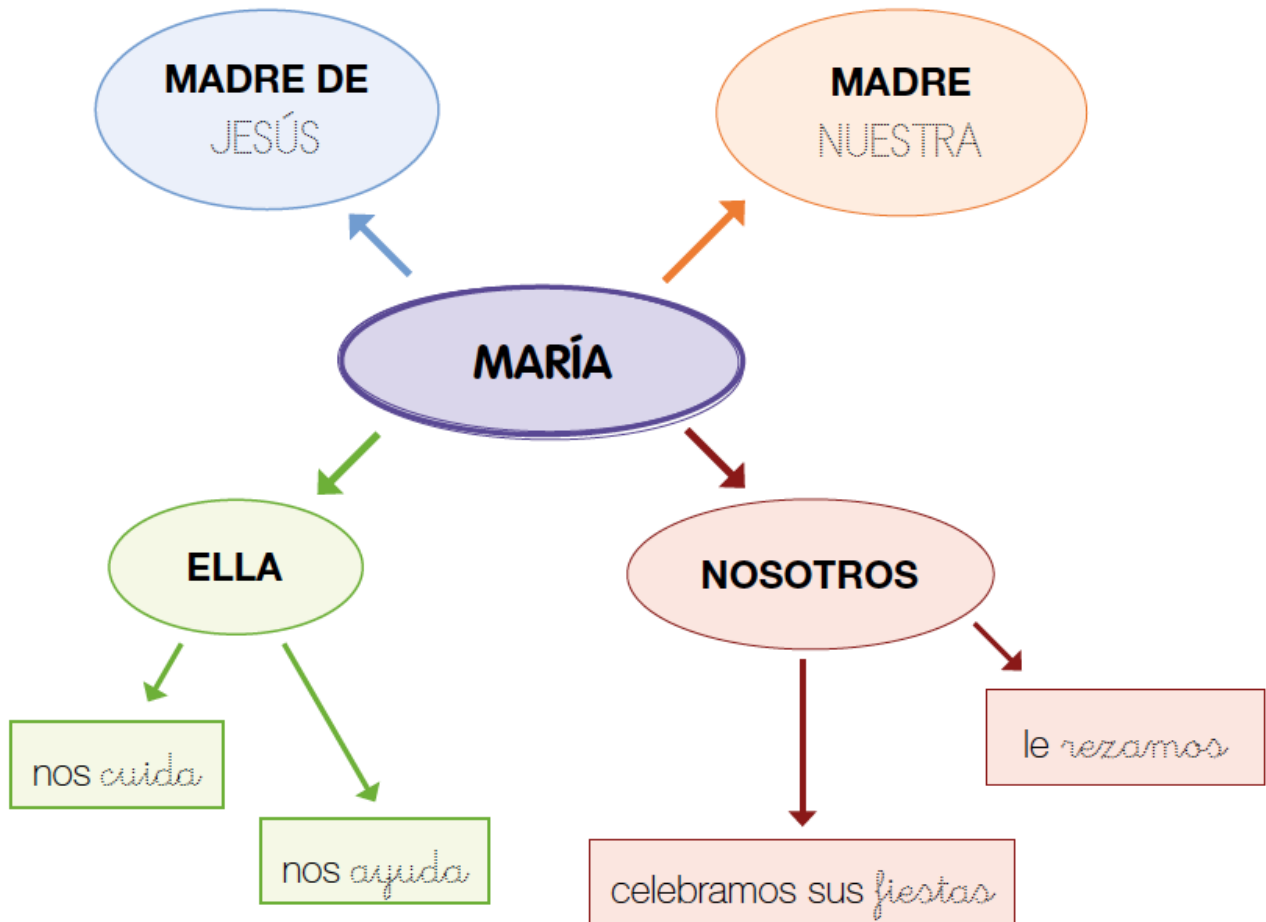 MADRE DE
JESÚS
MADRE
NUESTRA
MARÍA
ELLA
NOSOTROS
nos cuida
nos ayuda
le rezamos
celebramos sus fiestas